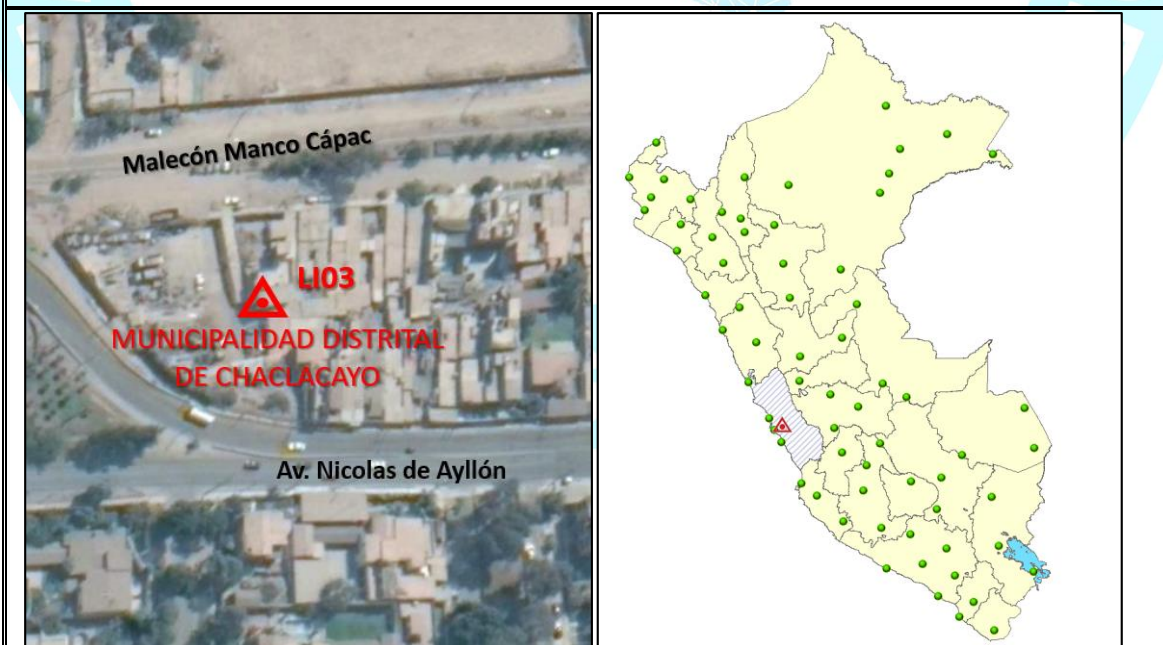 Malecón Manco Cápac
LI03
MUNICIPALIDAD DISTRITAL
DE CHACLACAYO
Av. Nicolas de Ayllón